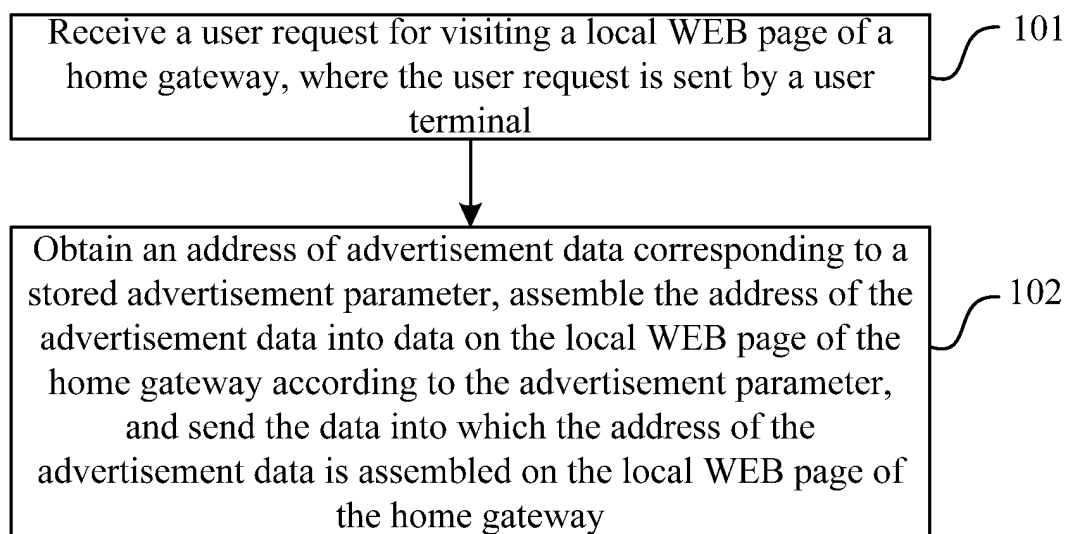 Receive a user request for visiting a local WEB page of a
home gateway, where the user request is sent by a user
terminal
101
Obtain an address of advertisement data corresponding to a
stored advertisement parameter, assemble the address of the
advertisement data into data on the local WEB page of the
home gateway according to the advertisement parameter,
and send the data into which the address of the
advertisement data is assembled on the local WEB page of
the home gateway
102